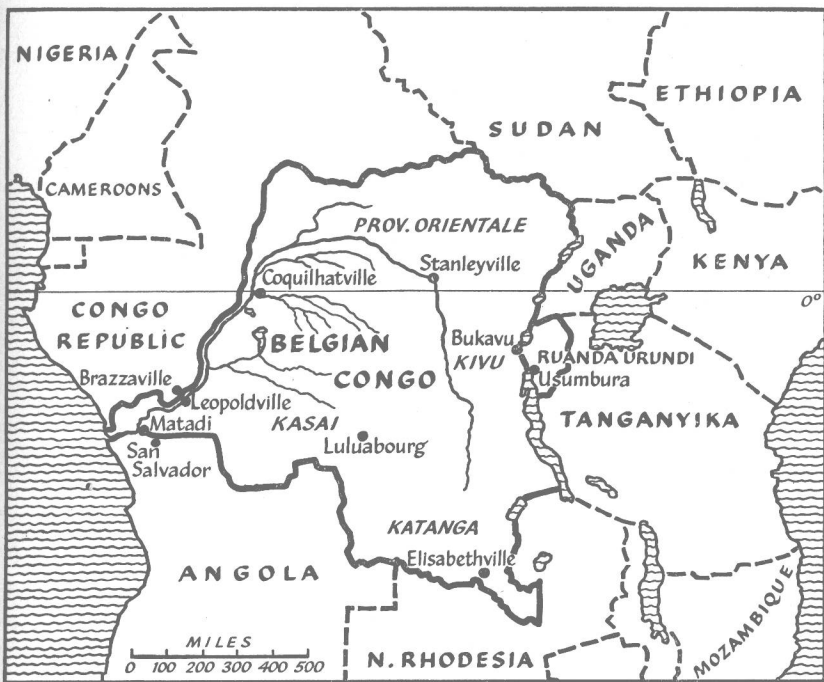 NIGERIA
ETHIOPIA
SUDAN
CAMEROONS
PROV. ORIENTALE
UGANDA
KENYA
Stanleyville
Coquilhatville
0°
CONGO
REPUBLIC
BELGIAN
CONGO
Bukavu
KIVU
RUANDA URUNDI
Usumbura
Brazzaville
Leopoldville
TANGANYIKA
Matadi
KASAI
San
Salvador
Luluabourg
KATANGA
Elisabethville
ANGOLA
MOZAMBIQUE
MILES
0 100 200 300 400 500
N. RHODESIA